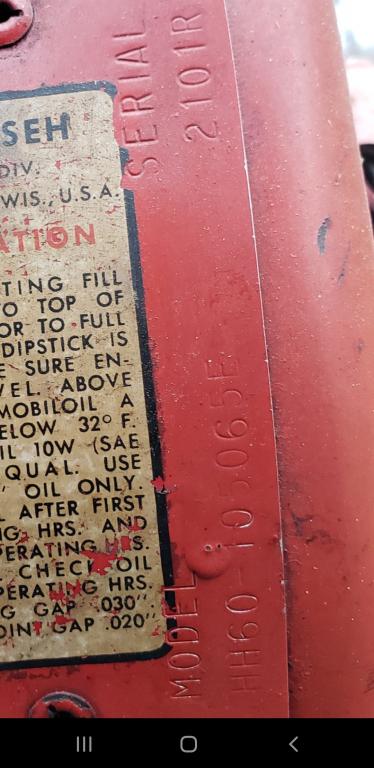 SEH
DIV.
WIS., U.S.A.
ATION
TING FILL
TO TOP OF
OR TO FULL
DIPSTICK IS
E SURE EN-
VEL. ABOVE
MOBILOIL A
ELOW 32° F.
IL 10W (SAE
QUAL. USE
OIL ONLY.
AFTER FIRST
G HRS. AND
PERATING HRS.
CHECK OIL
PERATING HRS.
G GAP .030".
OINT GAP .020".
SERIAL
2101R
MODEL
HH60-105065E